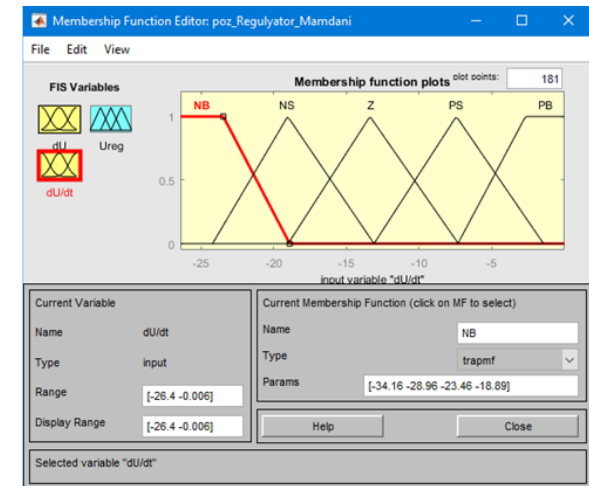 Membership Function Editor: poz_Regulyator_Mamdani
File Edit View
FIS Variables
dU Ureg
dU/dt
Membership function plots plot points: 181
NB NS Z PS PB
1
0.5
0
-25 -20 -15 -10 -5
input variable "dU/dt"
Current Variable
Name dU/dt
Type input
Range [-26.4 -0.006]
Display Range [-26.4 -0.006]
Current Membership Function (click on MF to select)
Name NB
Type trapmf
Params [-34.16 -28.96 -23.46 -18.89]
Help Close
Selected variable "dU/dt"